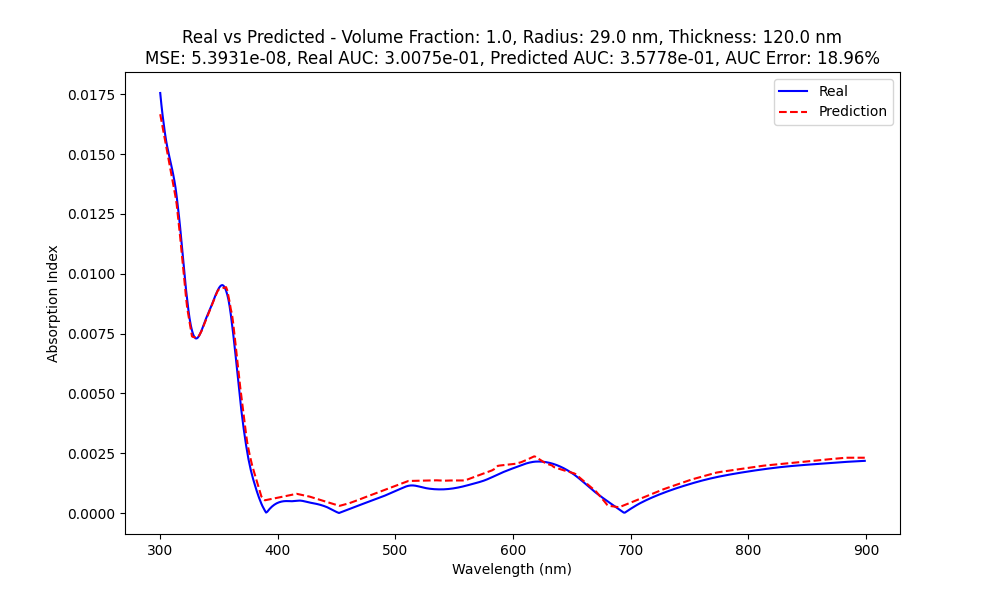 Real vs Predicted - Volume Fraction: 1.0, Radius: 29.0 nm, Thickness: 120.0 nm
MSE: 5.3931e-08, Real AUC: 3.0075e-01, Predicted AUC: 3.5778e-01, AUC Error: 18.96%
Real
Prediction
Absorption Index
0.0175
0.0150
0.0125
0.0100
0.0075
0.0050
0.0025
0.0000
300 400 500 600 700 800 900
Wavelength (nm)